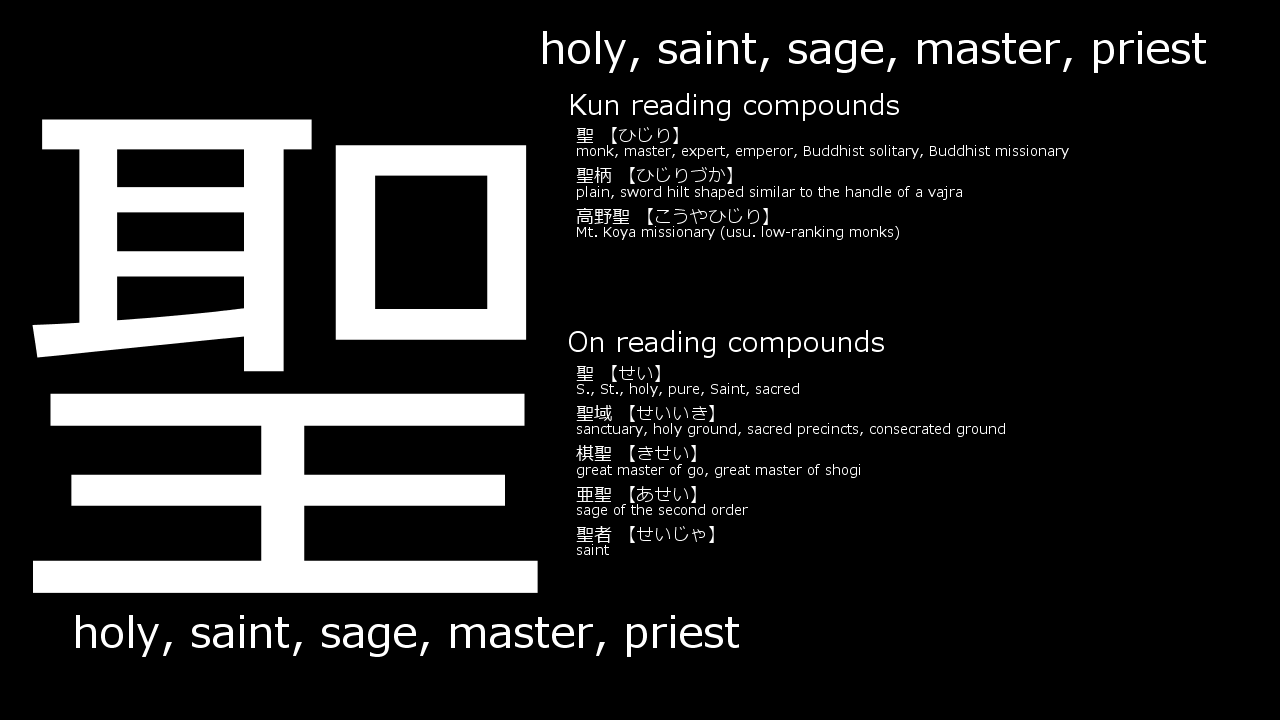 holy, saint, sage, master, priest
聖
Kun reading compounds
聖 【ひじり】
monk, master, expert, emperor, Buddhist solitary, Buddhist missionary
聖柄 【ひじりづか】
plain, sword hilt shaped similar to the handle of a vajra
高野聖 【こうやひじり】
Mt. Koya missionary (usu. low-ranking monks)
On reading compounds
聖 【せい】
S., St., holy, pure, Saint, sacred
聖域 【せいいき】
sanctuary, holy ground, sacred precincts, consecrated ground
棋聖 【きせい】
great master of go, great master of shogi
亜聖 【あせい】
sage of the second order
聖者 【せいじゃ】
saint
holy, saint, sage, master, priest